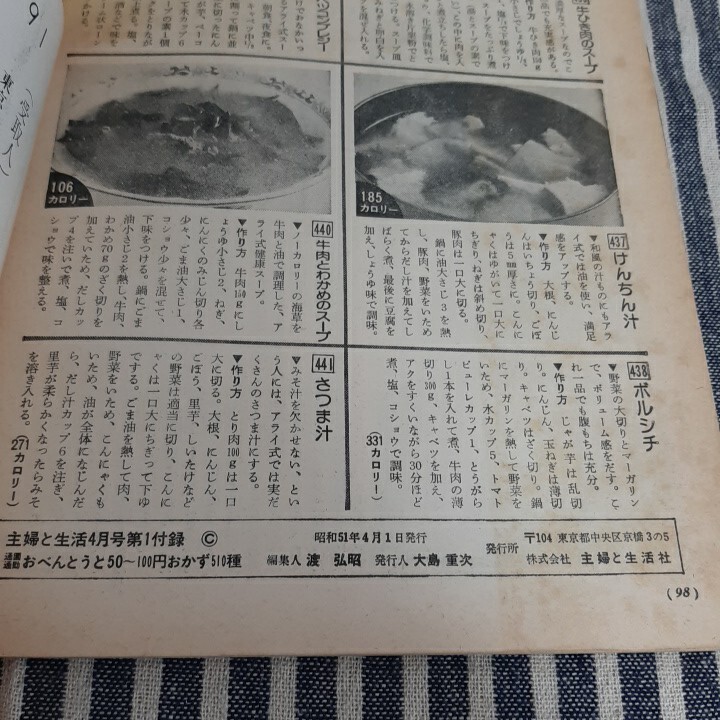 牛ひき肉のスープ
437 けんちん汁
▼和風の汁ものにもアラ
イ式では油を使い、満足
感をアップする。
▼作り方 大根、にんじ
んはいちょう切り、ごぼ
うは5㎜厚さに、こんに
ゃくはゆがいて一口大に
ちぎり、ねぎは斜め切り、
豚肉は一口大に切る。
鍋に油大さじ3を熱
し、豚肉、野菜をいため
てからだし汁を加えてし
ばらく煮、最後に豆腐を
加え、しょうゆ味で調味。
185
カロリー
440 牛肉とわかめのスープ
▼ノーカロリーの海草を
牛肉と油で調理した、ア
ライ式健康スープ。
▼作り方 牛肉150gにし
ょうゆ小さじ2、ねぎ、
にんにくのみじん切り各
少々、ごま油大さじ1、
コショウ少々を混ぜて、
下味をつける。鍋にごま
油小さじ2を熱し牛肉、
わかめ70gのざく切りを
加えていため、だしカッ
プ4を注いで煮、塩、コ
ショウで味を整える。
106
カロリー
438 ボルシチ
▼野菜の大切りとマーガリン
で、ボリューム感をだす。こ
れ一品でも腹もちは充分。
▼作り方 じゃが芋は乱切
り、にんじん、玉ねぎは薄切
り。キャベツはざく切り。鍋
にマーガリンを熱して野菜を
いため、水カップ5、トマト
ピューレカップ1、とうがら
し1本を入れて煮、牛肉の薄
切り300g、キャベツを加え、
アクをすくいながら30分ほど
煮、塩、コショウで調味。
(331カロリー)
441 さつま汁
▼みそ汁を欠かせない、とい
う人には、アライ式では実だ
くさんのさつま汁にする。
▼作り方 とり肉100gは一口
大に切る。大根、にんじん、
ごぼう、里芋、しいたけなど
の野菜は適当に切り、こんに
ゃくは一口大にちぎって下ゆ
でする。ごま油を熱して肉、
野菜をいため、こんにゃくも
いため、油が全体になじんだ
ら、だし汁カップ6を注ぎ、
里芋が柔らかくなったらみそ
を溶き入れる。
(271カロリー)
主婦と生活4月号第1付録 ©
通園通勤おべんとうと50～100円おかず510種
昭和51年4月1日発行
編集人 渡 弘昭 発行人 大島 重次
発行所
〒104 東京都中央区京橋3の5
株式会社 主婦と生活社
(98)
(受取人)